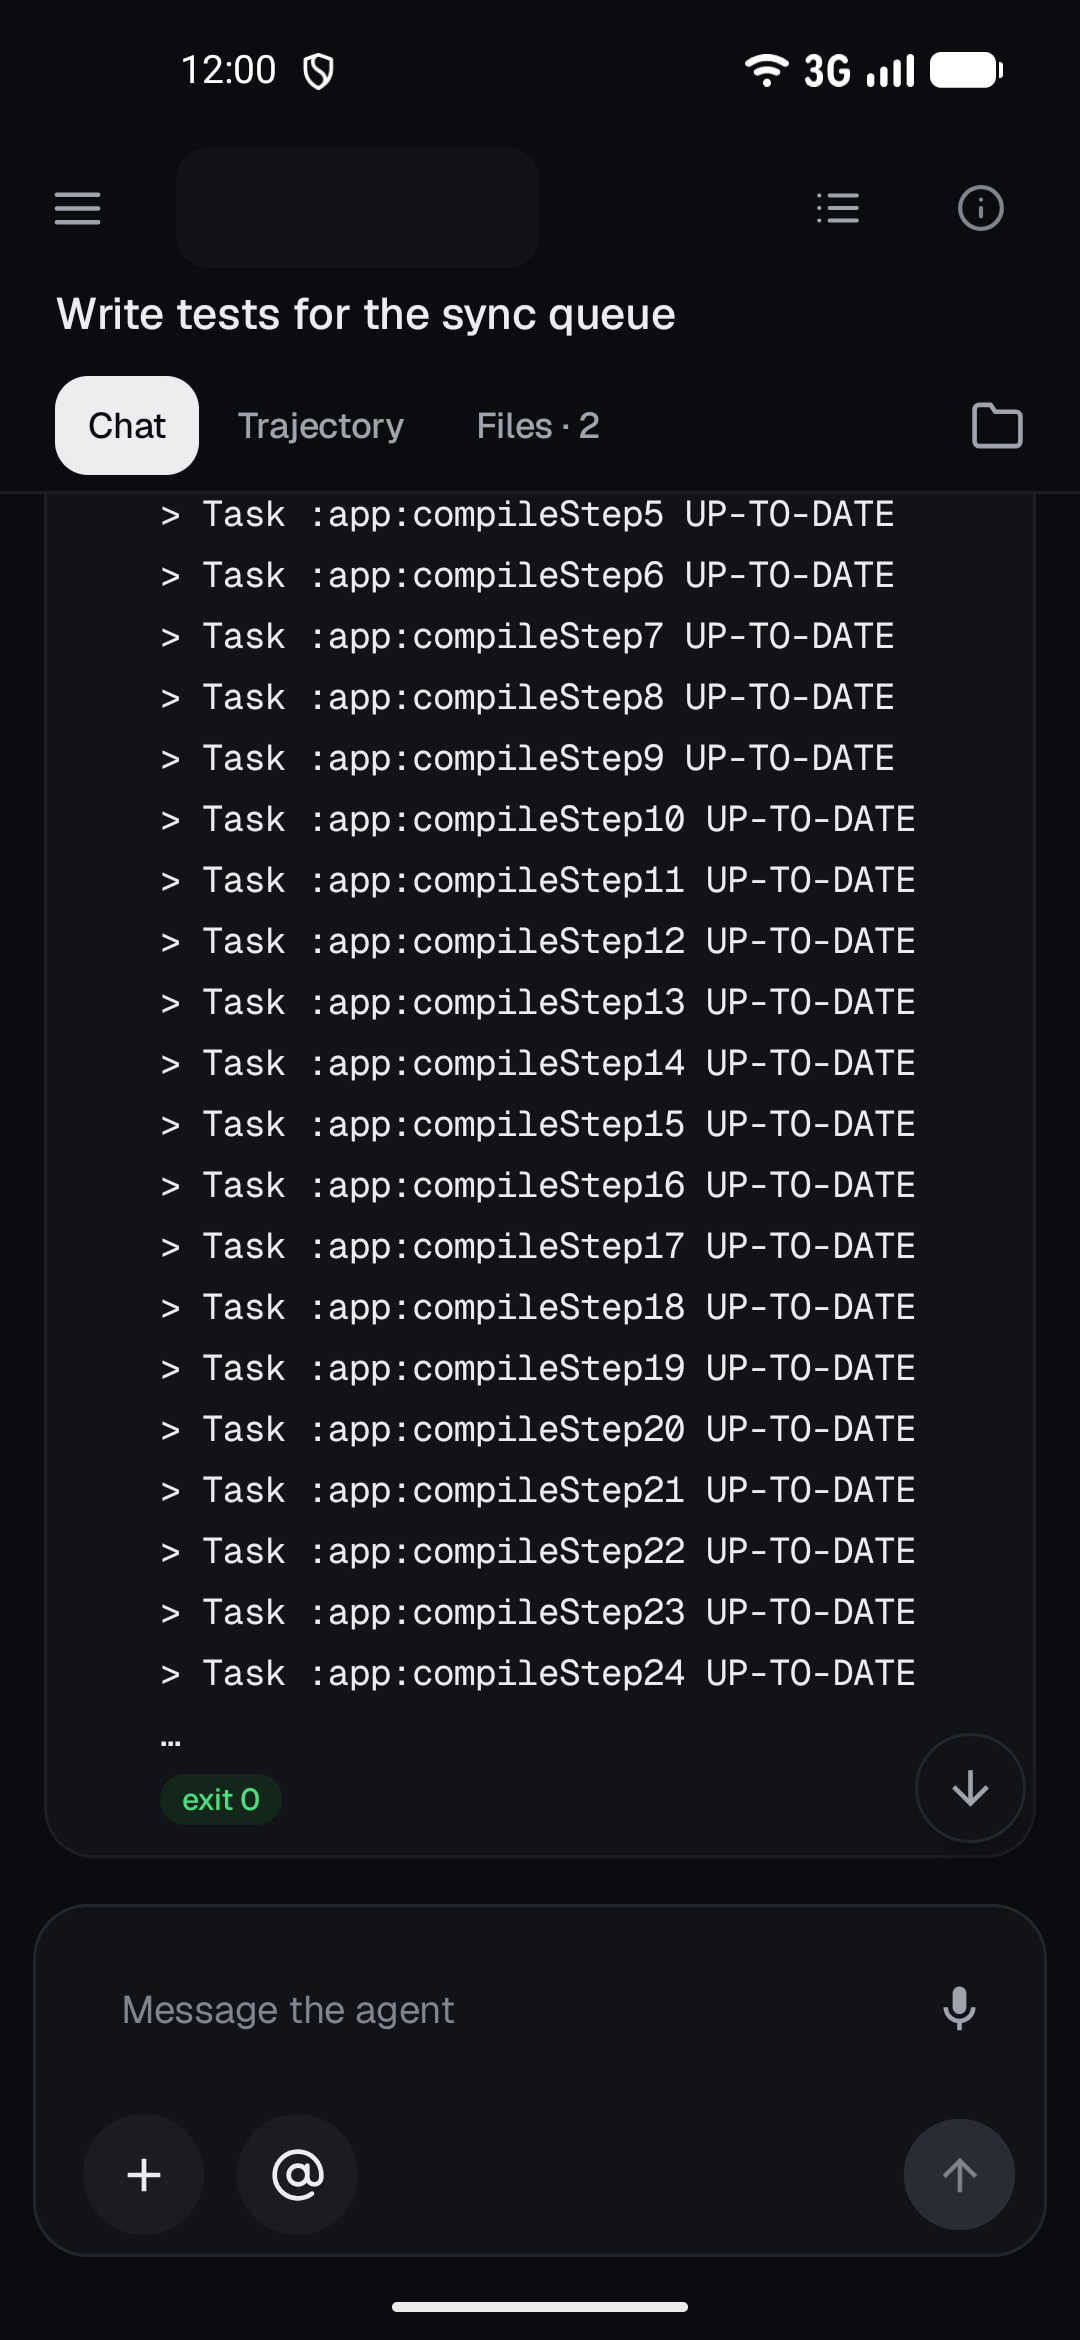 12:00
3G
Write tests for the sync queue
Chat
Trajectory
Files · 2
> Task :app:compileStep5 UP-TO-DATE
> Task :app:compileStep6 UP-TO-DATE
> Task :app:compileStep7 UP-TO-DATE
> Task :app:compileStep8 UP-TO-DATE
> Task :app:compileStep9 UP-TO-DATE
> Task :app:compileStep10 UP-TO-DATE
> Task :app:compileStep11 UP-TO-DATE
> Task :app:compileStep12 UP-TO-DATE
> Task :app:compileStep13 UP-TO-DATE
> Task :app:compileStep14 UP-TO-DATE
> Task :app:compileStep15 UP-TO-DATE
> Task :app:compileStep16 UP-TO-DATE
> Task :app:compileStep17 UP-TO-DATE
> Task :app:compileStep18 UP-TO-DATE
> Task :app:compileStep19 UP-TO-DATE
> Task :app:compileStep20 UP-TO-DATE
> Task :app:compileStep21 UP-TO-DATE
> Task :app:compileStep22 UP-TO-DATE
> Task :app:compileStep23 UP-TO-DATE
> Task :app:compileStep24 UP-TO-DATE
…
exit 0
Message the agent